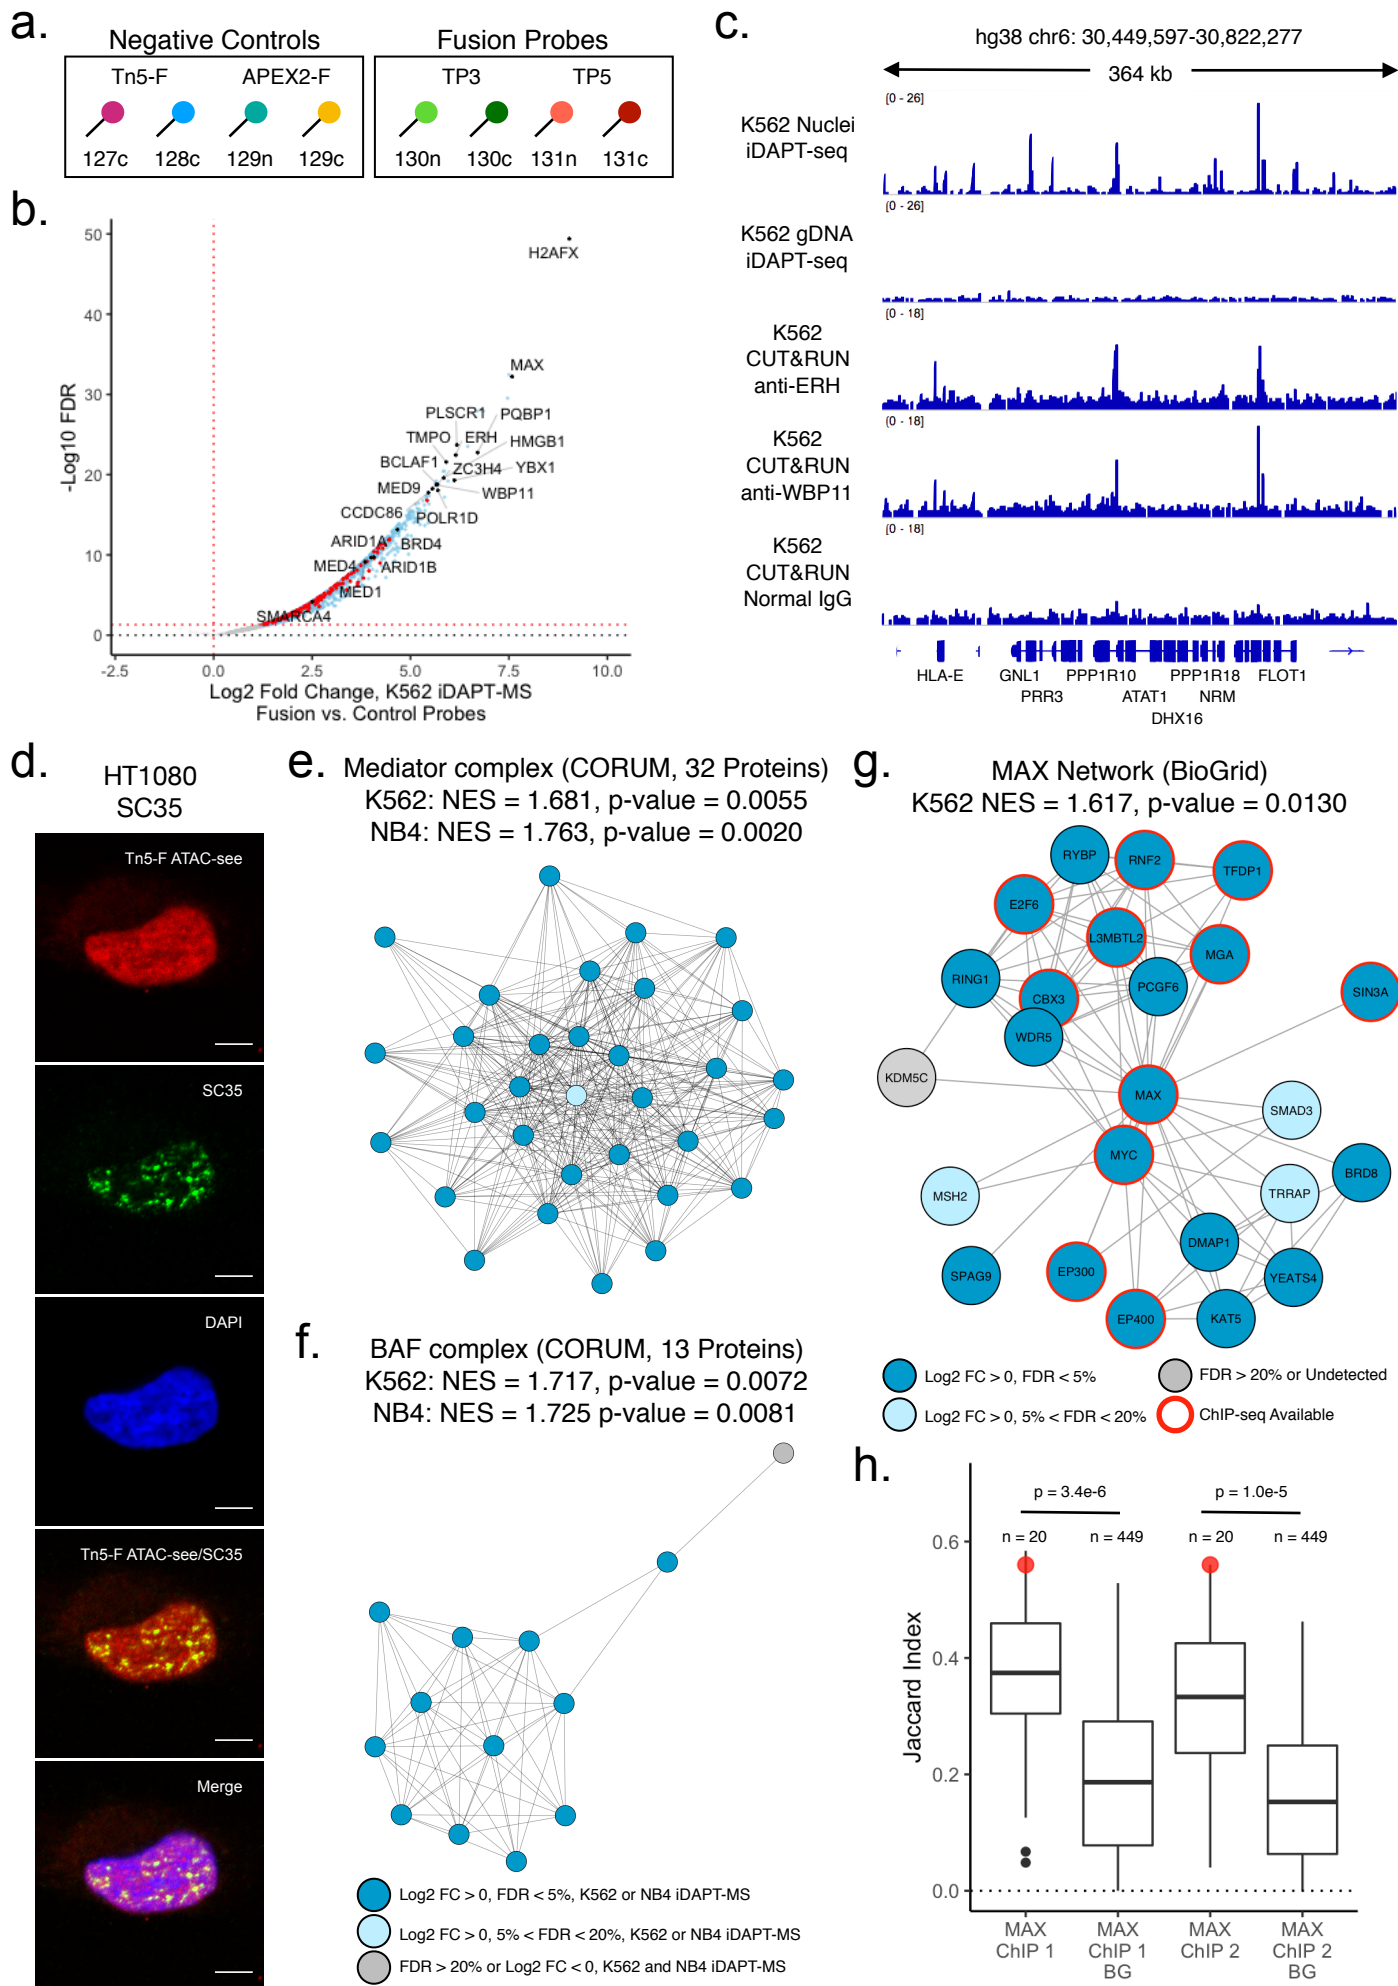 a.
Negative Controls
Fusion Probes
Tn5-F
APEX2-F
TP3
TP5
127c
128c
129n
129c
130n
130c
131n
131c
b.
-Log10 FDR
50
40
30
20
10
0
H2AFX
MAX
PLSCR1
PQBP1
TMPO
ERH
HMGB1
BCLAF1
ZC3H4
YBX1
MED9
WBP11
CCDC86
POLR1D
ARID1A
BRD4
MED4
ARID1B
MED1
SMARCA4
-2.5
0.0
2.5
5.0
7.5
10.0
Log2 Fold Change, K562 iDAPT-MS
Fusion vs. Control Probes
c.
hg38 chr6: 30,449,597-30,822,277
364 kb
[0 - 26]
K562 Nuclei
iDAPT-seq
[0 - 26]
K562 gDNA
iDAPT-seq
[0 - 18]
K562
CUT&RUN
anti-ERH
[0 - 18]
K562
CUT&RUN
anti-WBP11
[0 - 18]
K562
CUT&RUN
Normal IgG
HLA-E
GNL1
PPP1R10
PPP1R18
FLOT1
PRR3
ATAT1
NRM
DHX16
d.
HT1080
SC35
Tn5-F ATAC-see
SC35
DAPI
Tn5-F ATAC-see/SC35
Merge
e.
Mediator complex (CORUM, 32 Proteins)
K562: NES = 1.681, p-value = 0.0055
NB4: NES = 1.763, p-value = 0.0020
f.
BAF complex (CORUM, 13 Proteins)
K562: NES = 1.717, p-value = 0.0072
NB4: NES = 1.725 p-value = 0.0081
Log2 FC > 0, FDR < 5%, K562 or NB4 iDAPT-MS
Log2 FC > 0, 5% < FDR < 20%, K562 or NB4 iDAPT-MS
FDR > 20% or Log2 FC < 0, K562 and NB4 iDAPT-MS
g.
MAX Network (BioGrid)
K562 NES = 1.617, p-value = 0.0130
RYBP
RNF2
TFDP1
E2F6
L3MBTL2
MGA
RING1
CBX3
PCGF6
SIN3A
WDR5
KDM5C
MAX
SMAD3
MYC
MSH2
TRRAP
BRD8
DMAP1
SPAG9
EP300
YEATS4
EP400
KAT5
Log2 FC > 0, FDR < 5%
FDR > 20% or Undetected
Log2 FC > 0, 5% < FDR < 20%
ChIP-seq Available
h.
Jaccard Index
0.6
0.4
0.2
0.0
p = 3.4e-6
p = 1.0e-5
n = 20
n = 449
n = 20
n = 449
MAX
ChIP 1
MAX
ChIP 1
BG
MAX
ChIP 2
MAX
ChIP 2
BG